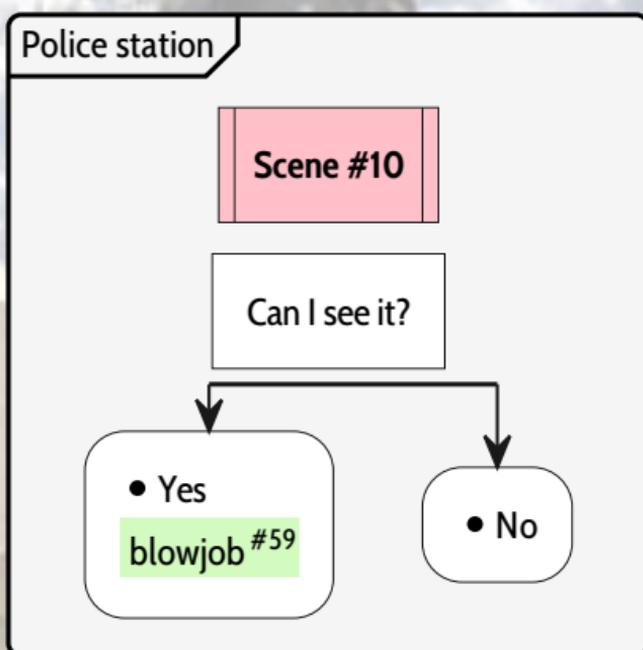 Police station
Scene #10
Can I see it?
• Yes
blowjob #59
• No